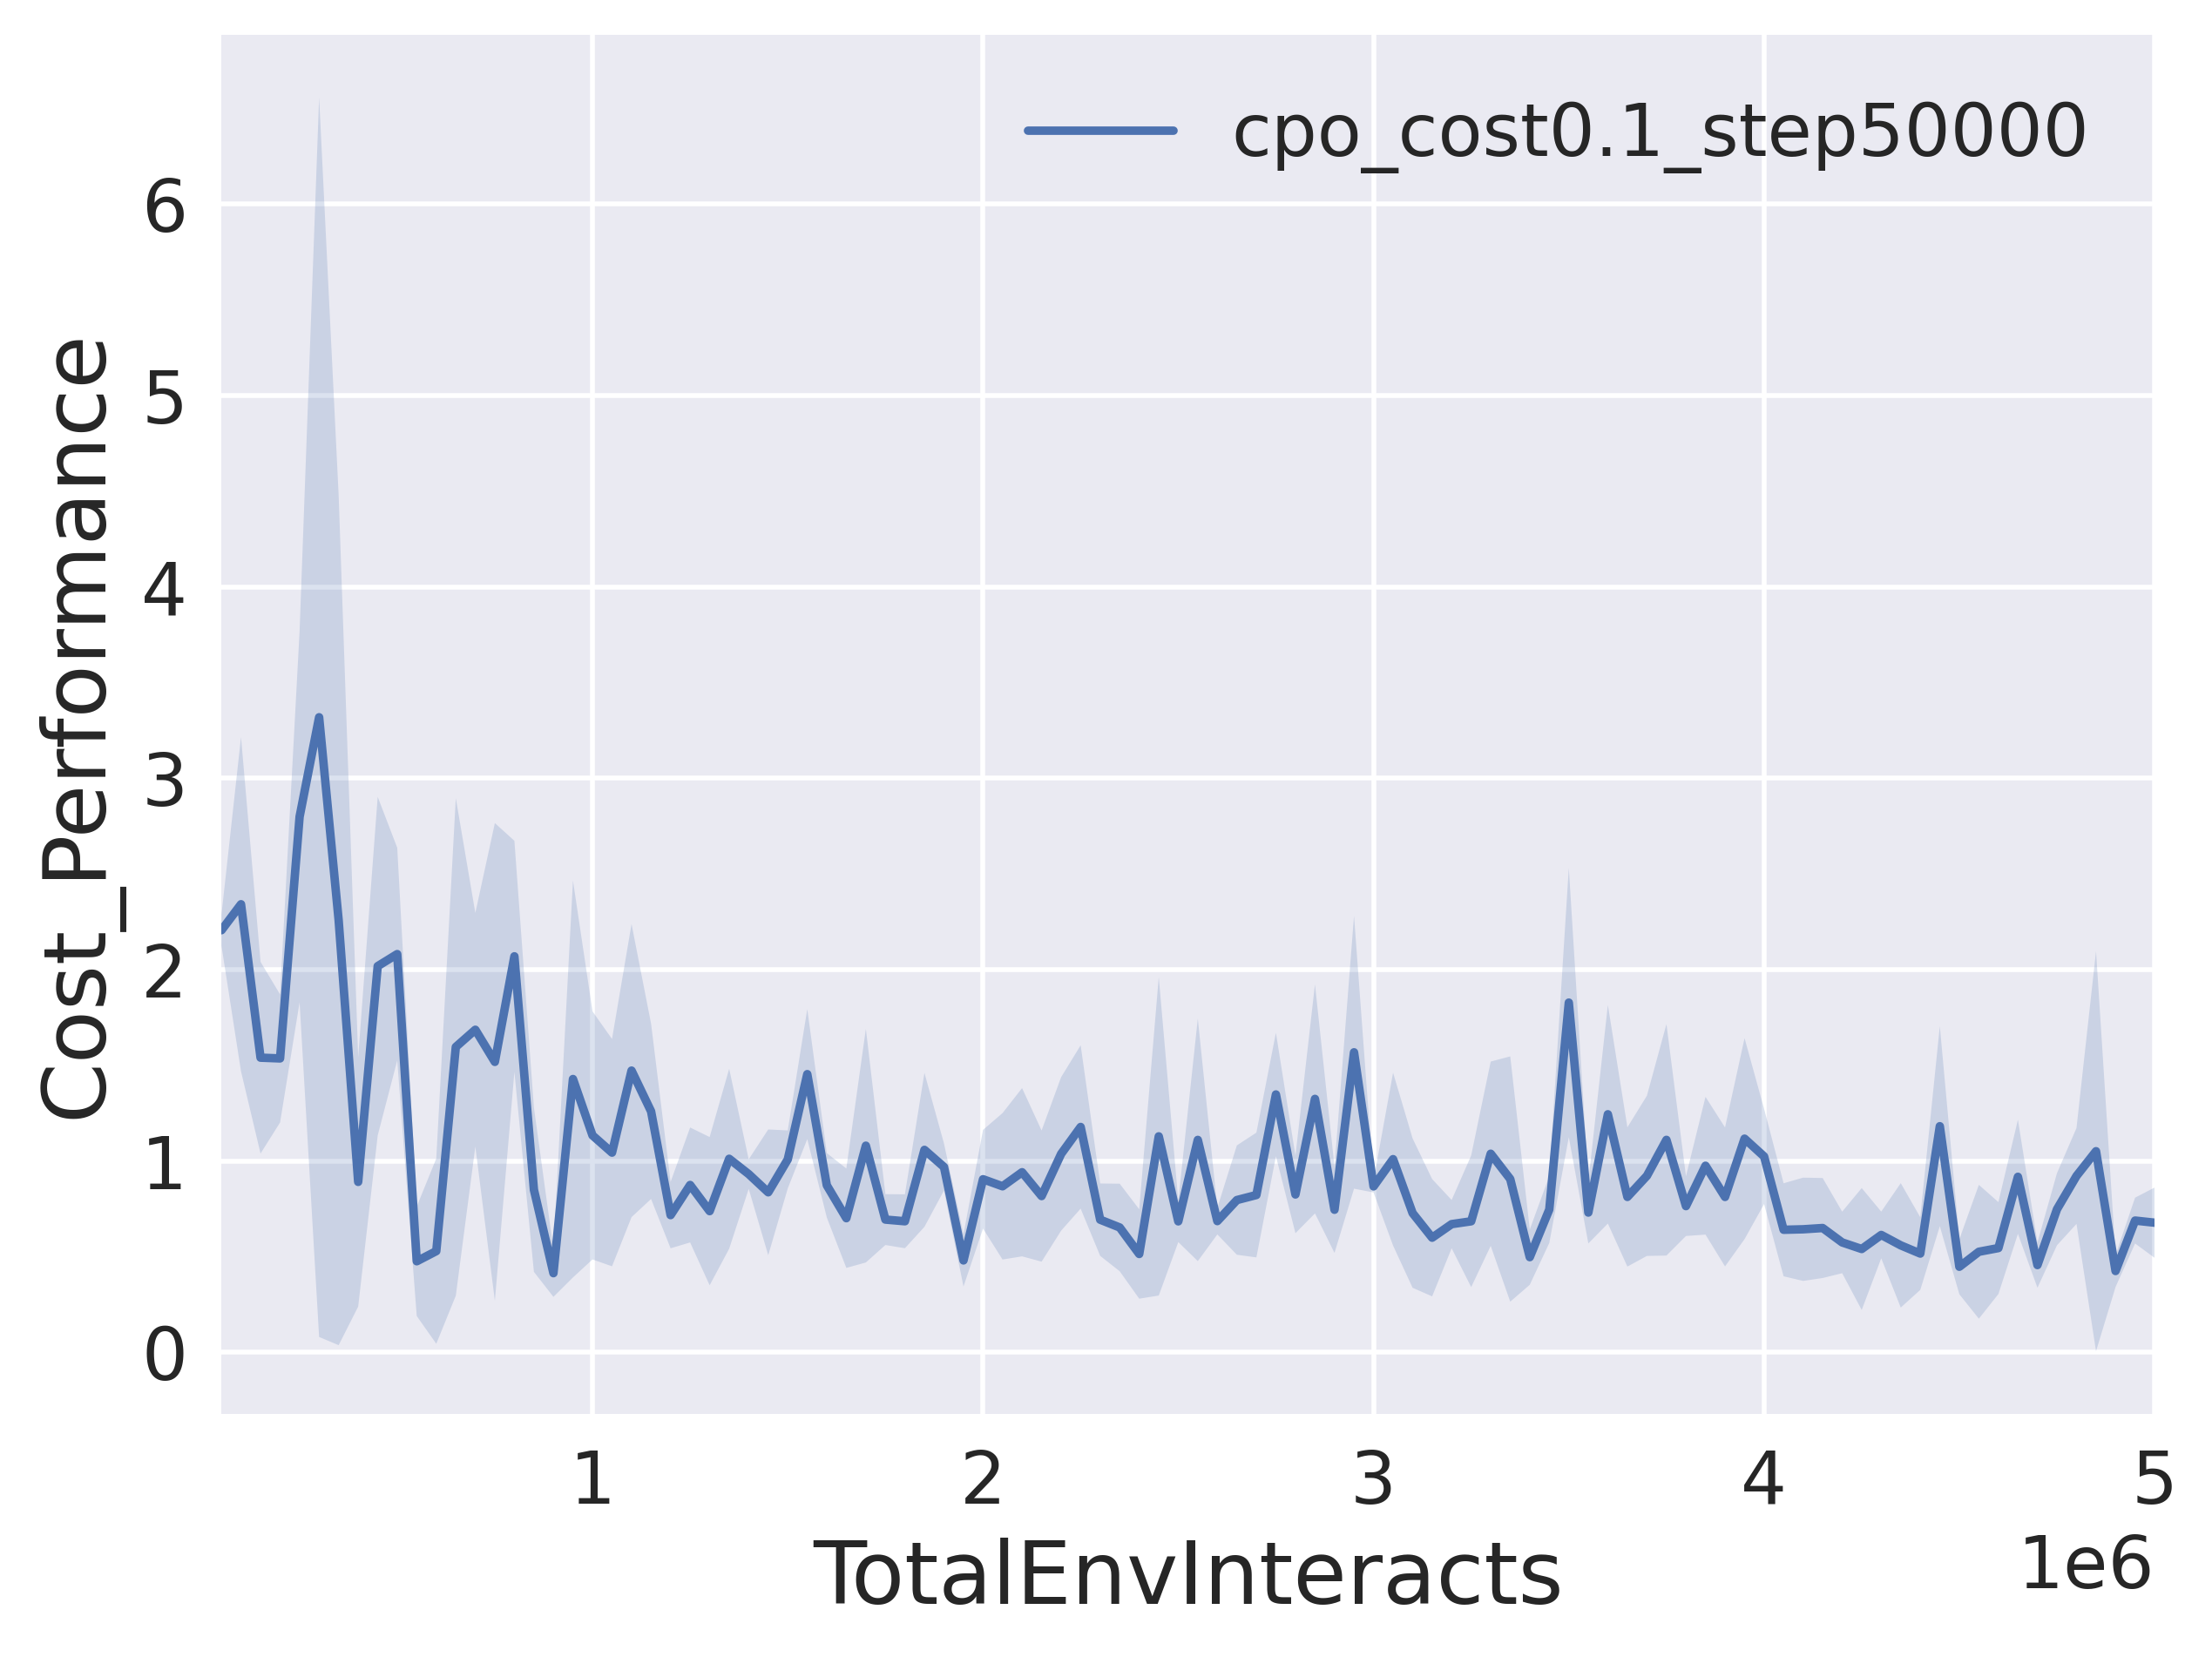 cpo_cost0.1_step50000
Cost_Performance
6
5
4
3
2
1
0
1 2 3 4 5
TotalEnvInteracts
1e6